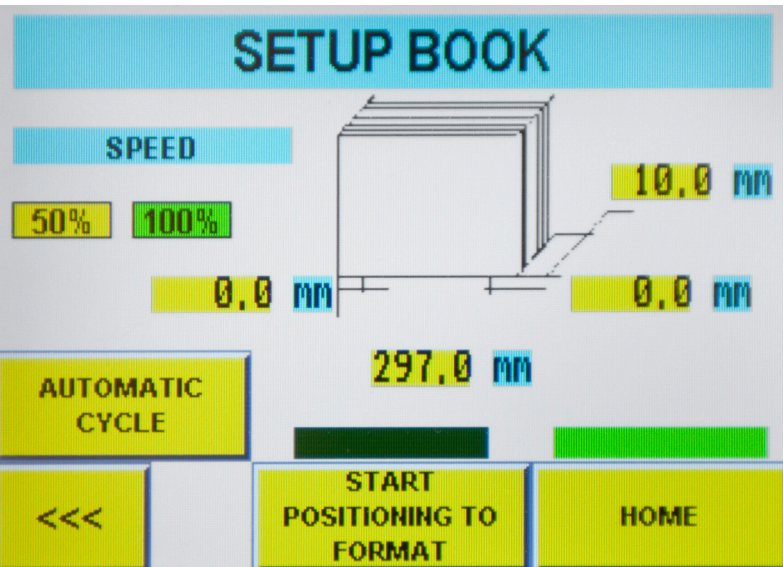 SETUP BOOK
SPEED
10.0 mm
50% 100%
0.0 mm
0.0 mm
297.0 mm
AUTOMATIC
CYCLE
START
POSITIONING TO
FORMAT
<<<
HOME